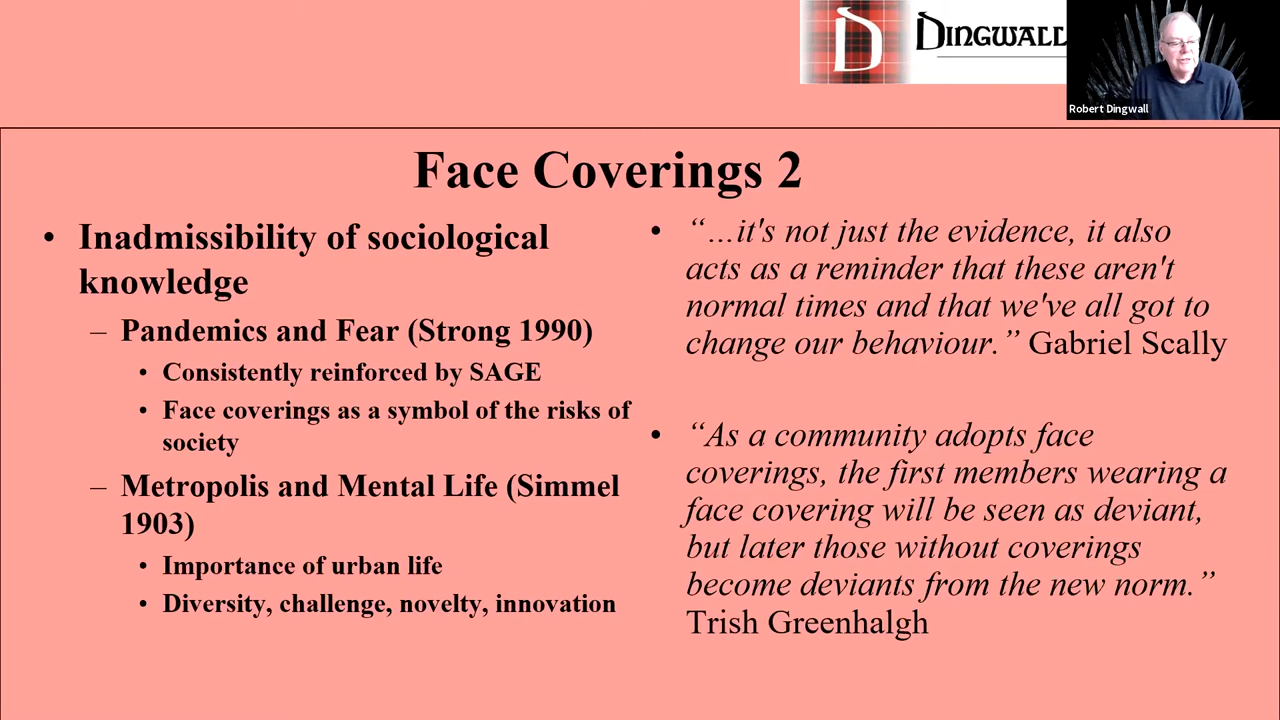 DINGWALL
Robert Dingwall
Face Coverings 2
• Inadmissibility of sociological
knowledge
– Pandemics and Fear (Strong 1990)
• Consistently reinforced by SAGE
• Face coverings as a symbol of the risks of
society
– Metropolis and Mental Life (Simmel
1903)
• Importance of urban life
• Diversity, challenge, novelty, innovation
• “…it's not just the evidence, it also
acts as a reminder that these aren't
normal times and that we've all got to
change our behaviour.” Gabriel Scally
• “As a community adopts face
coverings, the first members wearing a
face covering will be seen as deviant,
but later those without coverings
become deviants from the new norm.”
Trish Greenhalgh